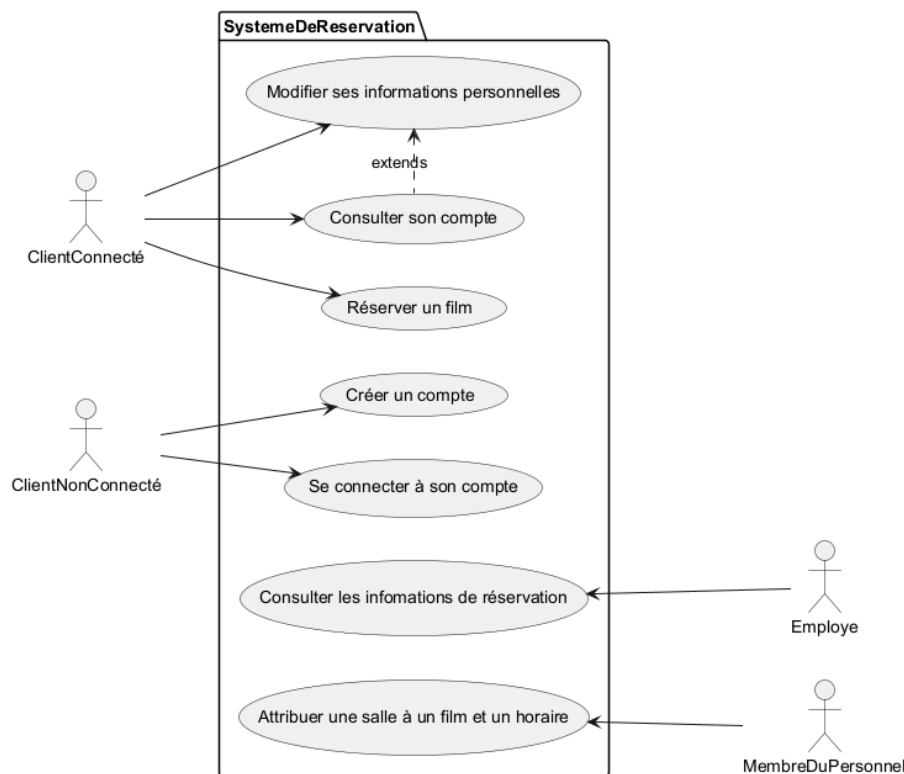 SystemeDeReservation
Modifier ses informations personnelles
extends
Consulter son compte
ClientConnecté
Réserver un film
Créer un compte
ClientNonConnecté
Se connecter à son compte
Consulter les infomations de réservation
Employe
Attribuer une salle à un film et un horaire
MembreDuPersonnel